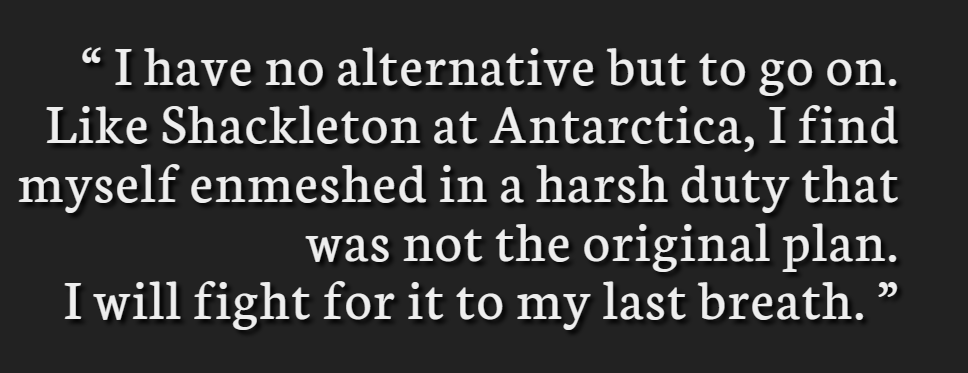 “ I have no alternative but to go on.
Like Shackleton at Antarctica, I find
myself enmeshed in a harsh duty that
was not the original plan.
I will fight for it to my last breath. ”